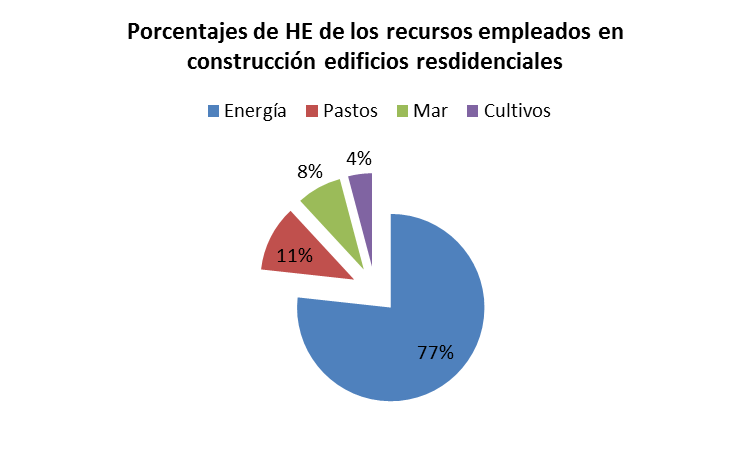 Porcentajes de HE de los recursos empleados en
construcción edificios resdidenciales
Energía Pastos Mar Cultivos
4%
8%
11%
77%